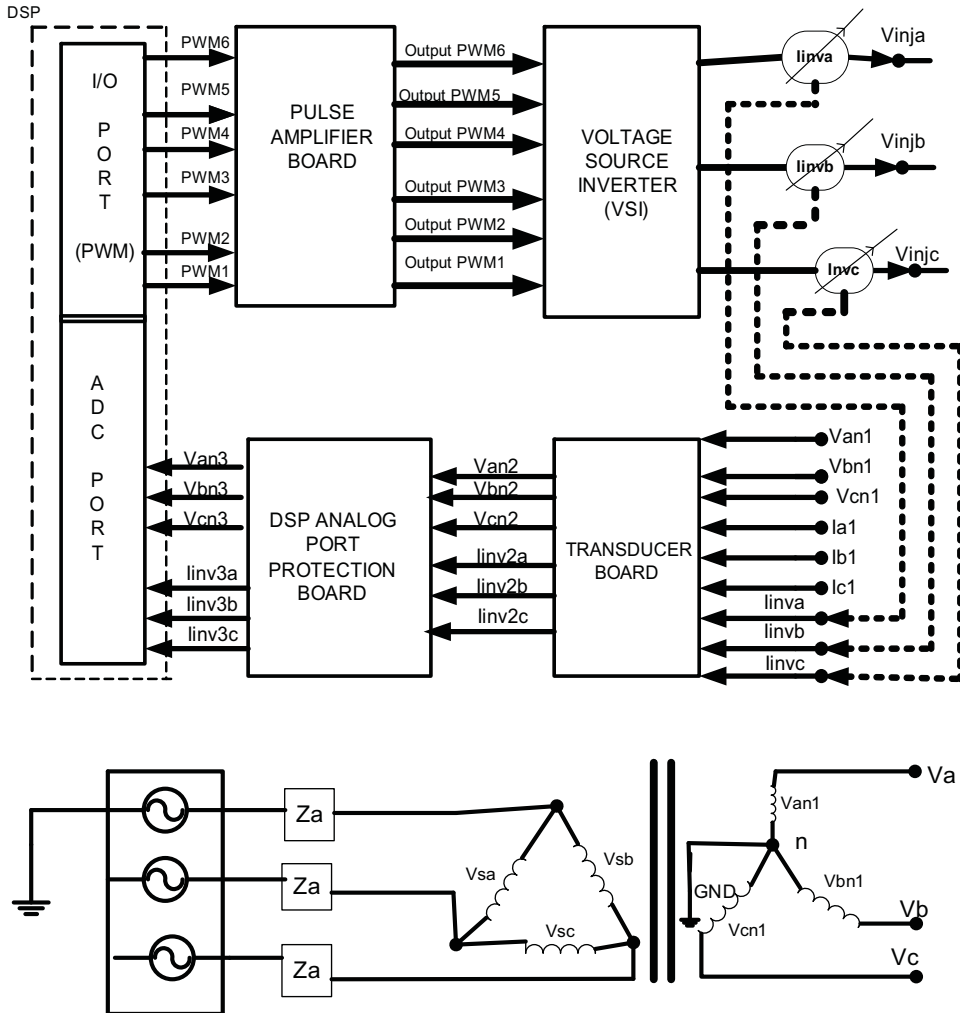 DSP
I/O
PORT
(PWM)
PWM6
PWM5
PWM4
PWM3
PWM2
PWM1
PULSE
AMPLIFIER
BOARD
Output PWM6
Output PWM5
Output PWM4
Output PWM3
Output PWM2
Output PWM1
VOLTAGE
SOURCE
INVERTER
(VSI)
Iinva
Vinja
Iinvb
Vinjb
Invc
Vinjc
ADC
PORT
Van3
Vbn3
Vcn3
Iinv3a
Iinv3b
Iinv3c
DSP ANALOG
PORT
PROTECTION
BOARD
Van2
Vbn2
Vcn2
Iinv2a
Iinv2b
Iinv2c
TRANSDUCER
BOARD
Van1
Vbn1
Vcn1
Ia1
Ib1
Ic1
Iinva
Iinvb
Iinvc
Za
Za
Za
Vsa
Vsb
Vsc
Van1
n
GND
Vcn1
Vbn1
Va
Vb
Vc